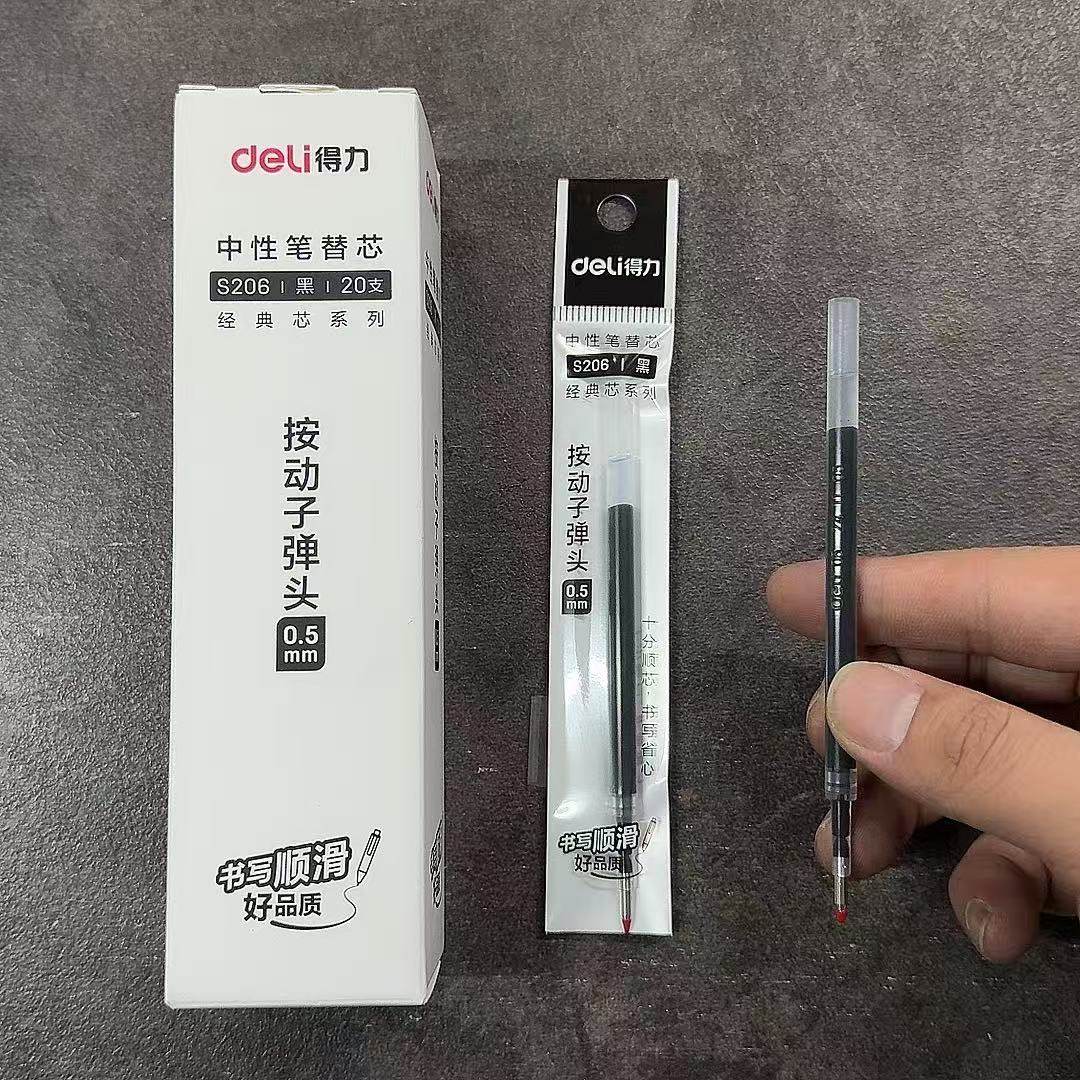 deli得力
中性笔替芯
S206 | 黑 | 20支
经典芯系列
按动子弹头
0.5
mm
书写顺滑
好品质
deli得力
中性笔替芯
S206 | 黑
经典芯系列
按动子弹头
0.5
mm
十分顺芯·书写省心
书写顺滑
好品质